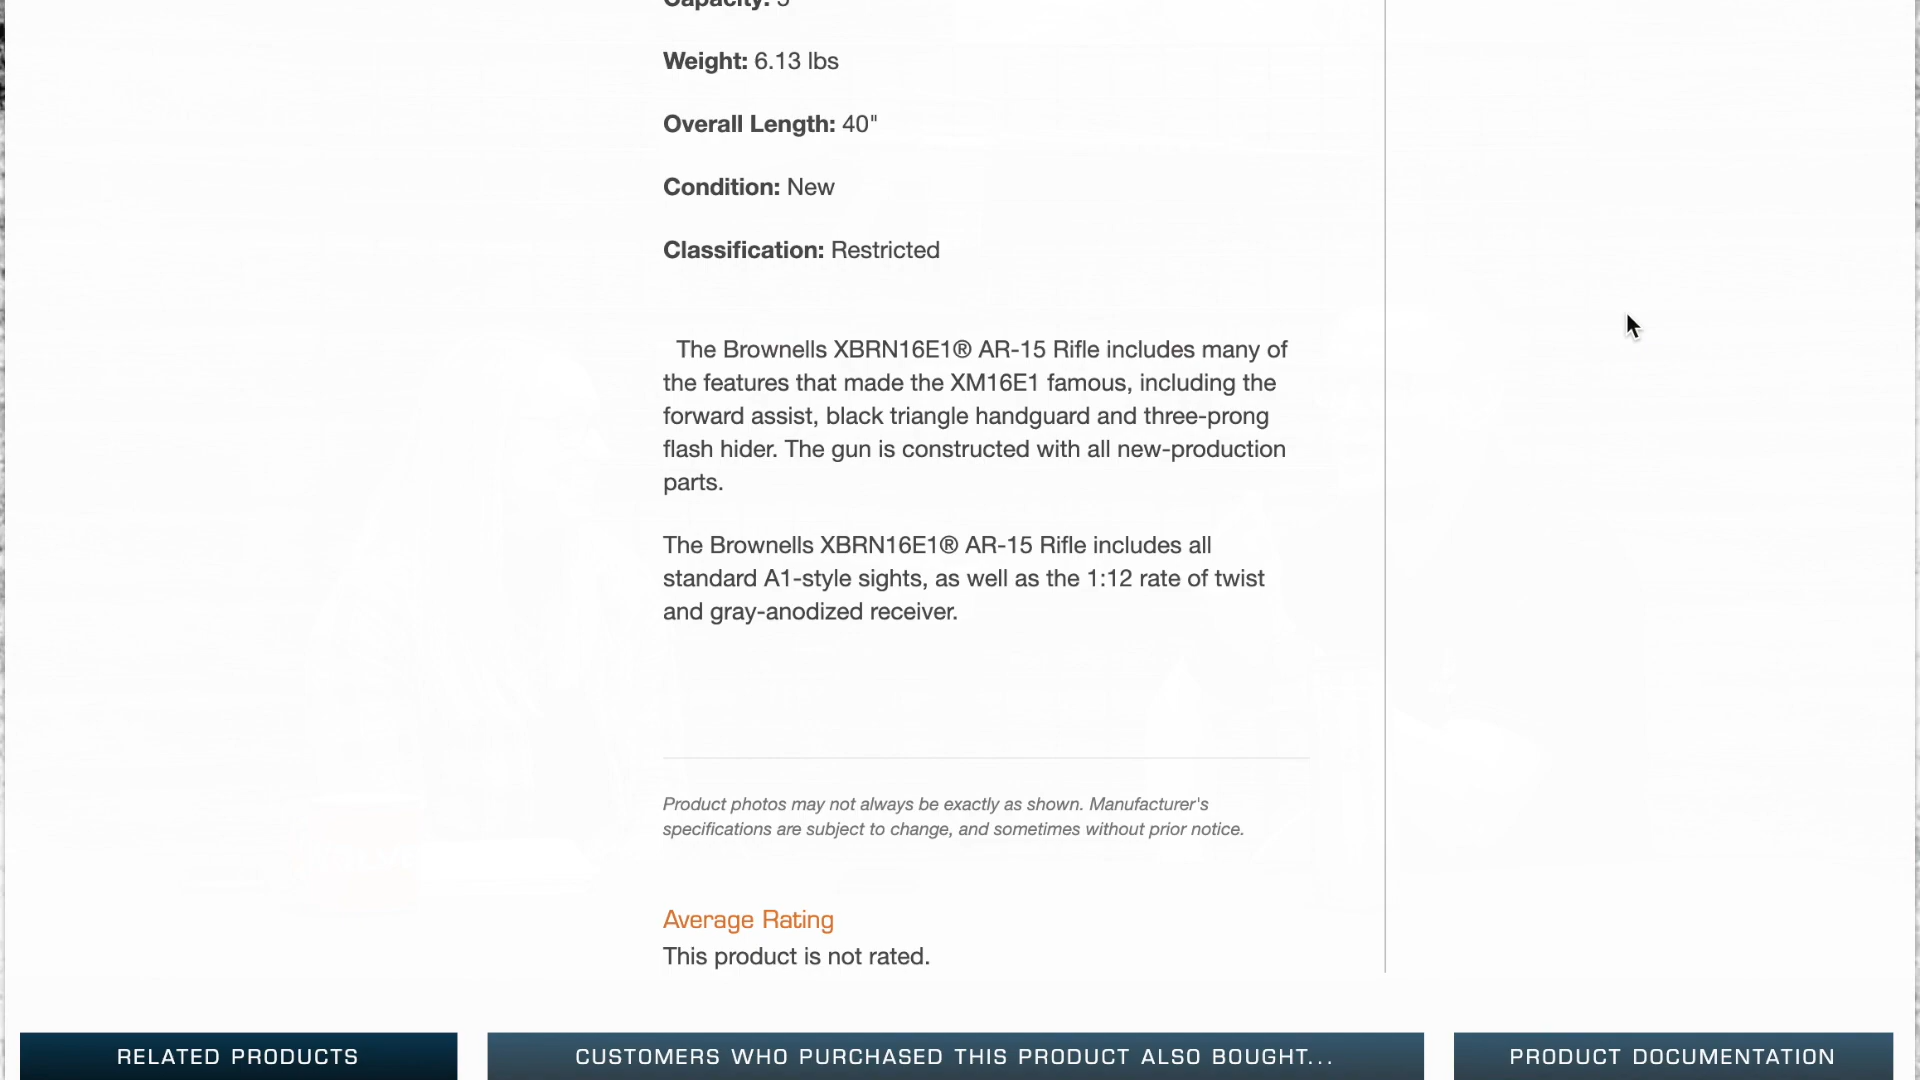 Capacity: 5
Weight: 6.13 lbs
Overall Length: 40"
Condition: New
Classification: Restricted
The Brownells XBRN16E1® AR-15 Rifle includes many of
the features that made the XM16E1 famous, including the
forward assist, black triangle handguard and three-prong
flash hider. The gun is constructed with all new-production
parts.
The Brownells XBRN16E1® AR-15 Rifle includes all
standard A1-style sights, as well as the 1:12 rate of twist
and gray-anodized receiver.
Product photos may not always be exactly as shown. Manufacturer's
specifications are subject to change, and sometimes without prior notice.
Average Rating
This product is not rated.
RELATED PRODUCTS
CUSTOMERS WHO PURCHASED THIS PRODUCT ALSO BOUGHT...
PRODUCT DOCUMENTATION